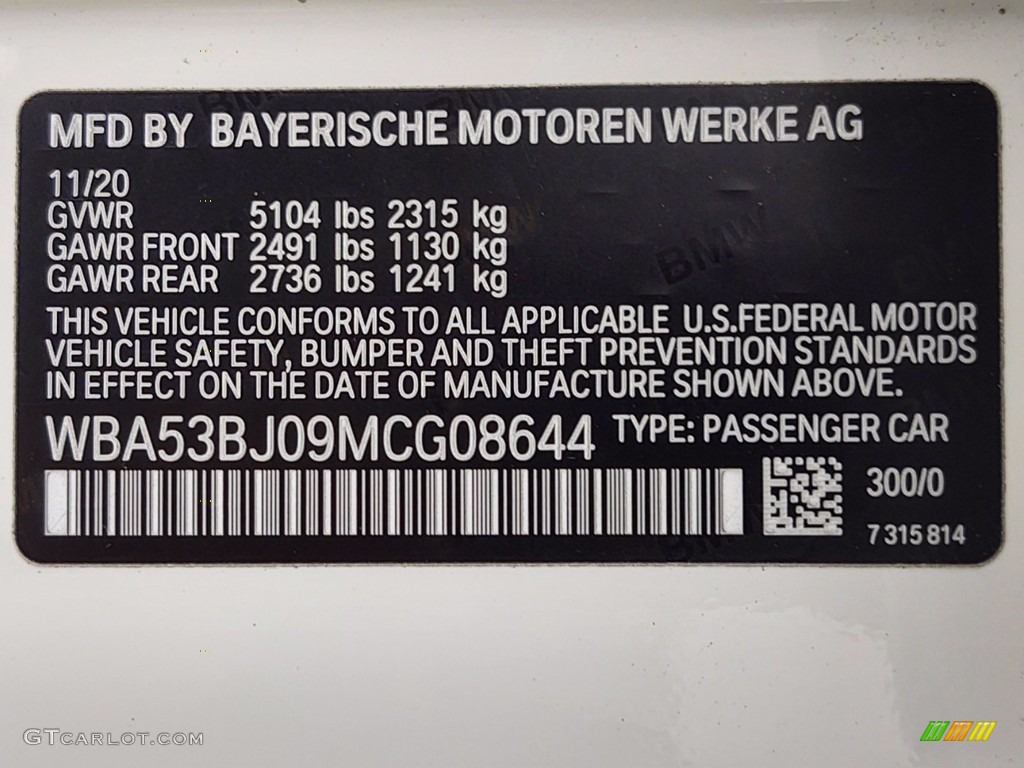 MFD BY BAYERISCHE MOTOREN WERKE AG
11/20
GVWR 5104 lbs 2315 kg
GAWR FRONT 2491 lbs 1130 kg
GAWR REAR 2736 lbs 1241 kg
THIS VEHICLE CONFORMS TO ALL APPLICABLE U.S.FEDERAL MOTOR
VEHICLE SAFETY, BUMPER AND THEFT PREVENTION STANDARDS
IN EFFECT ON THE DATE OF MANUFACTURE SHOWN ABOVE.
WBA53BJ09MCG08644 TYPE: PASSENGER CAR
300/0
7 315 814
GTCARLOT.COM